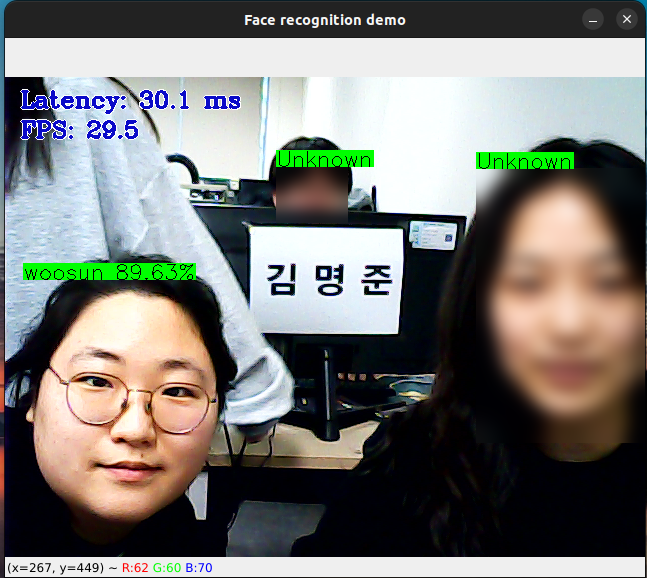 Face recognition demo
Latency: 30.1 ms
FPS: 29.5
Unknown
Unknown
woosun 89.63%
김 명 준
(x=267, y=449) ~ R:62 G:60 B:70